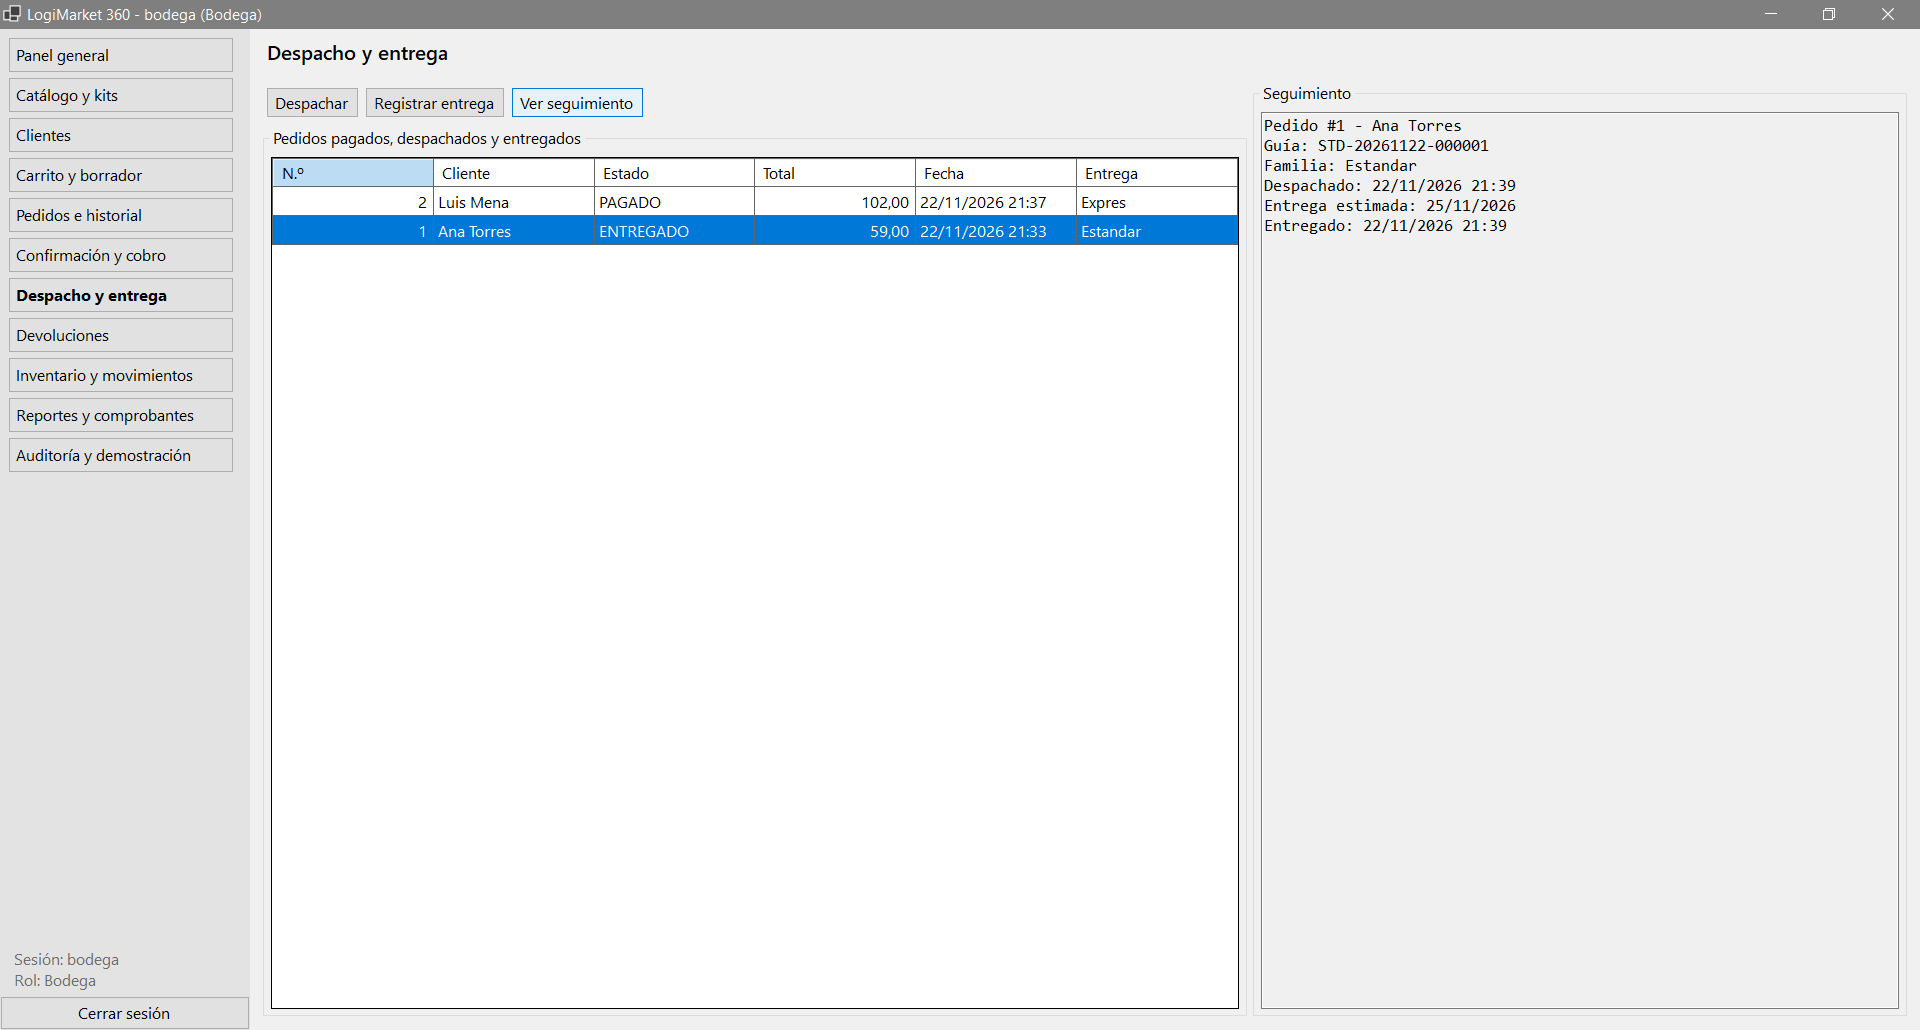 LogiMarket 360 - bodega (Bodega)
Panel general
Catálogo y kits
Clientes
Carrito y borrador
Pedidos e historial
Confirmación y cobro
Despacho y entrega
Devoluciones
Inventario y movimientos
Reportes y comprobantes
Auditoría y demostración
Sesión: bodega
Rol: Bodega
Cerrar sesión
Despacho y entrega
Despachar Registrar entrega Ver seguimiento
Pedidos pagados, despachados y entregados
N.º Cliente Estado Total Fecha Entrega
2 Luis Mena PAGADO 102,00 22/11/2026 21:37 Expres
1 Ana Torres ENTREGADO 59,00 22/11/2026 21:33 Estandar
Seguimiento
Pedido #1 - Ana Torres
Guía: STD-20261122-000001
Familia: Estandar
Despachado: 22/11/2026 21:39
Entrega estimada: 25/11/2026
Entregado: 22/11/2026 21:39